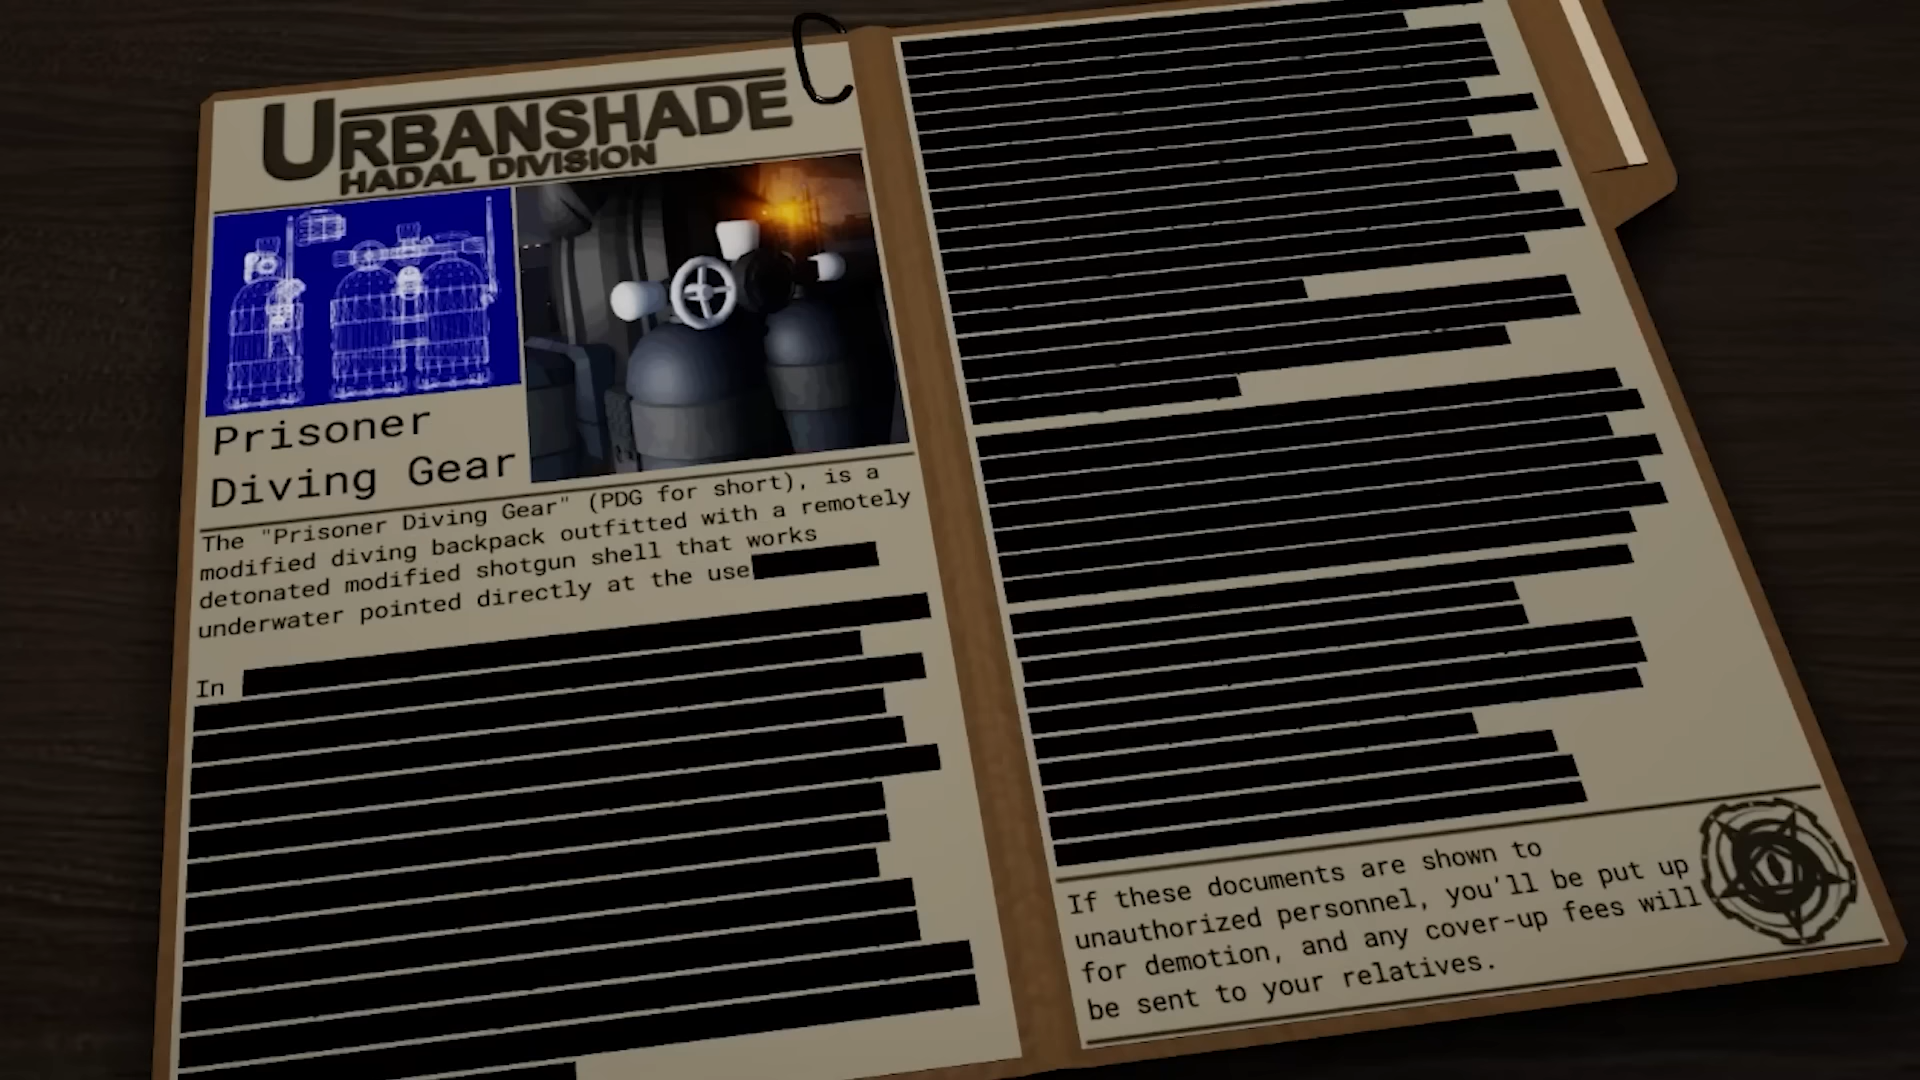 URBANSHADE
HADAL DIVISION
Prisoner
Diving Gear
The "Prisoner Diving Gear" (PDG for short), is a
modified diving backpack outfitted with a remotely
detonated modified shotgun shell that works
underwater pointed directly at the use
In
If these documents are shown to
unauthorized personnel, you'll be put up
for demotion, and any cover-up fees will
be sent to your relatives.